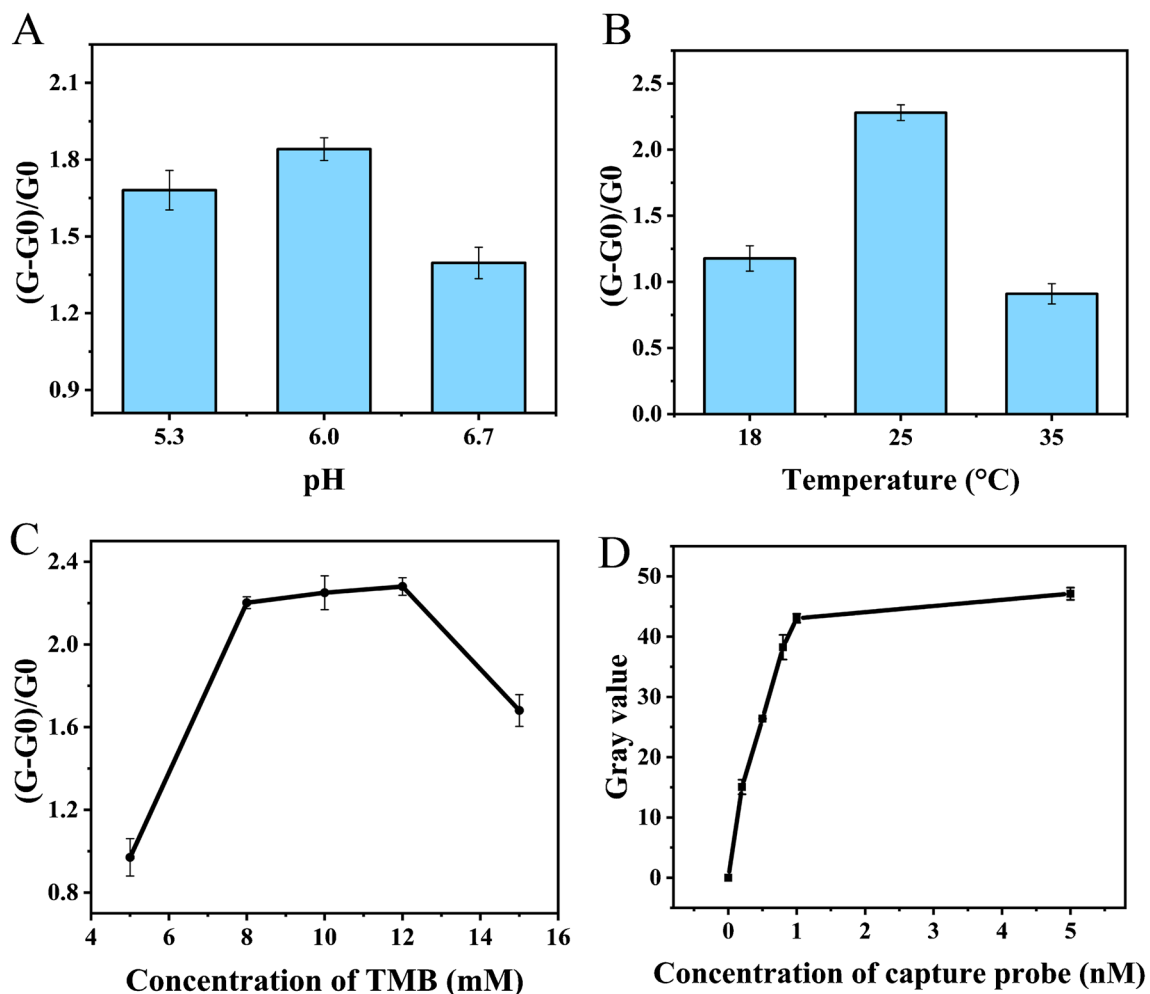 A
(G-G0)/G0
2.1
1.8
1.5
1.2
0.9
5.3 6.0 6.7
pH
B
(G-G0)/G0
2.5
2.0
1.5
1.0
0.5
0.0
18 25 35
Temperature (°C)
C
(G-G0)/G0
2.4
2.0
1.6
1.2
0.8
4 6 8 10 12 14 16
Concentration of TMB (mM)
D
Gray value
50
40
30
20
10
0
0 1 2 3 4 5
Concentration of capture probe (nM)